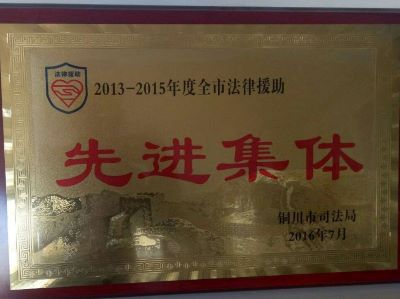 法律援助
2013-2015年度全市法律援助
先进集体
铜川市司法局
2016年7月